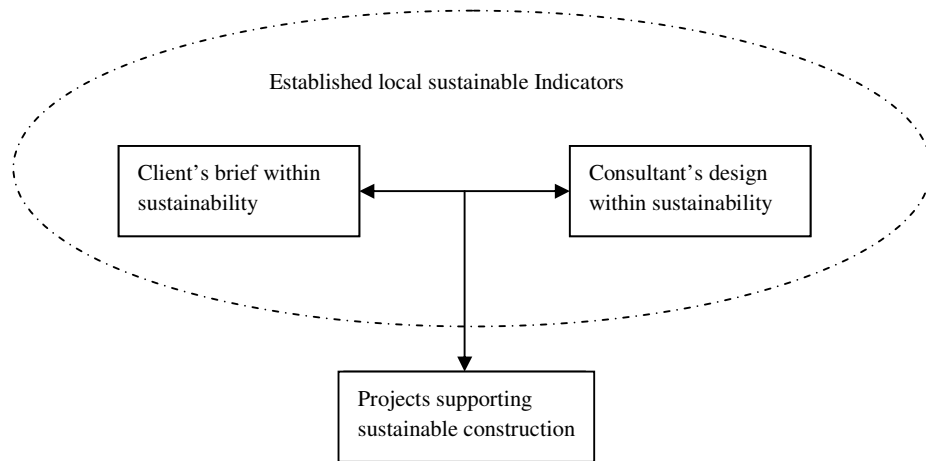 Established local sustainable Indicators
Client’s brief within
sustainability
Consultant’s design
within sustainability
Projects supporting
sustainable construction